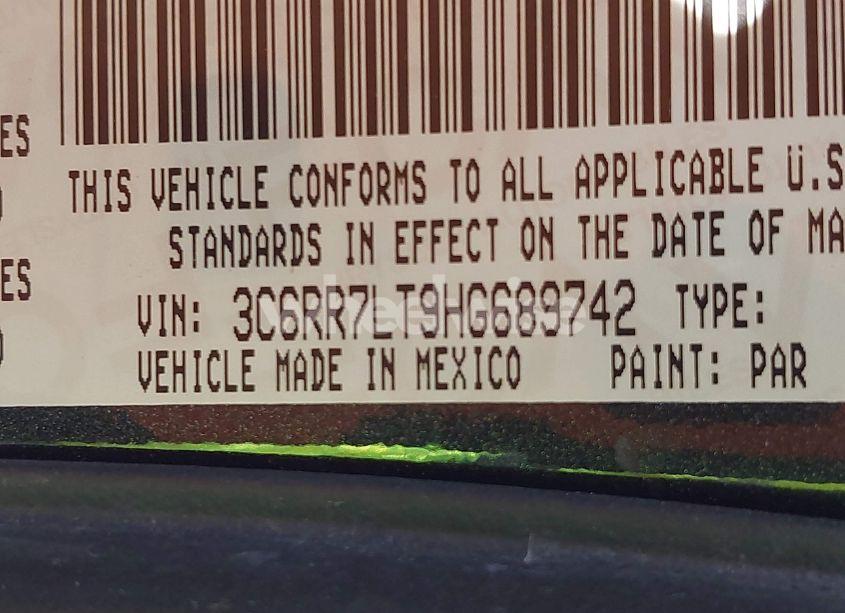 ES
THIS VEHICLE CONFORMS TO ALL APPLICABLE U.S
STANDARDS IN EFFECT ON THE DATE OF MA
ES
VIN: 3C6RR7LT9HG689742 TYPE:
VEHICLE MADE IN MEXICO PAINT: PAR
wheelwise